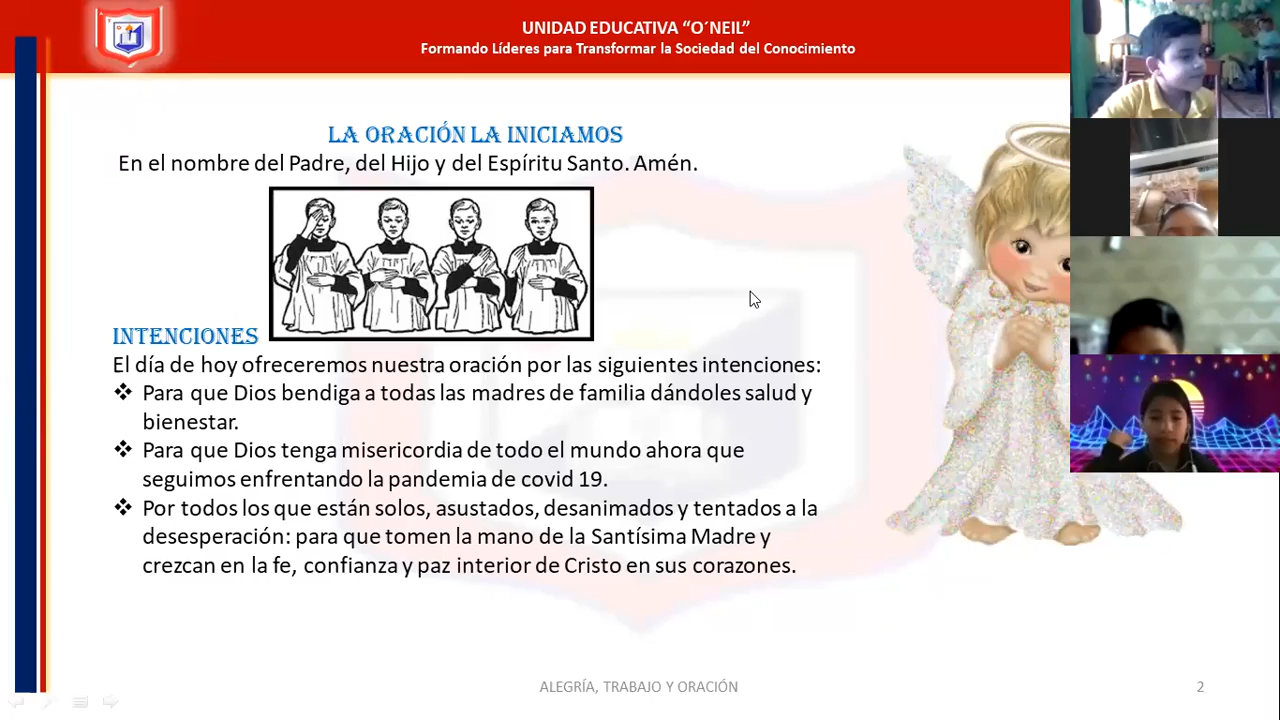 UNIDAD EDUCATIVA “O´NEIL”
Formando Líderes para Transformar la Sociedad del Conocimiento
LA ORACIÓN LA INICIAMOS
En el nombre del Padre, del Hijo y del Espíritu Santo. Amén.
INTENCIONES
El día de hoy ofreceremos nuestra oración por las siguientes intenciones:
❖ Para que Dios bendiga a todas las madres de familia dándoles salud y
bienestar.
❖ Para que Dios tenga misericordia de todo el mundo ahora que
seguimos enfrentando la pandemia de covid 19.
❖ Por todos los que están solos, asustados, desanimados y tentados a la
desesperación: para que tomen la mano de la Santísima Madre y
crezcan en la fe, confianza y paz interior de Cristo en sus corazones.
ALEGRÍA, TRABAJO Y ORACIÓN
2